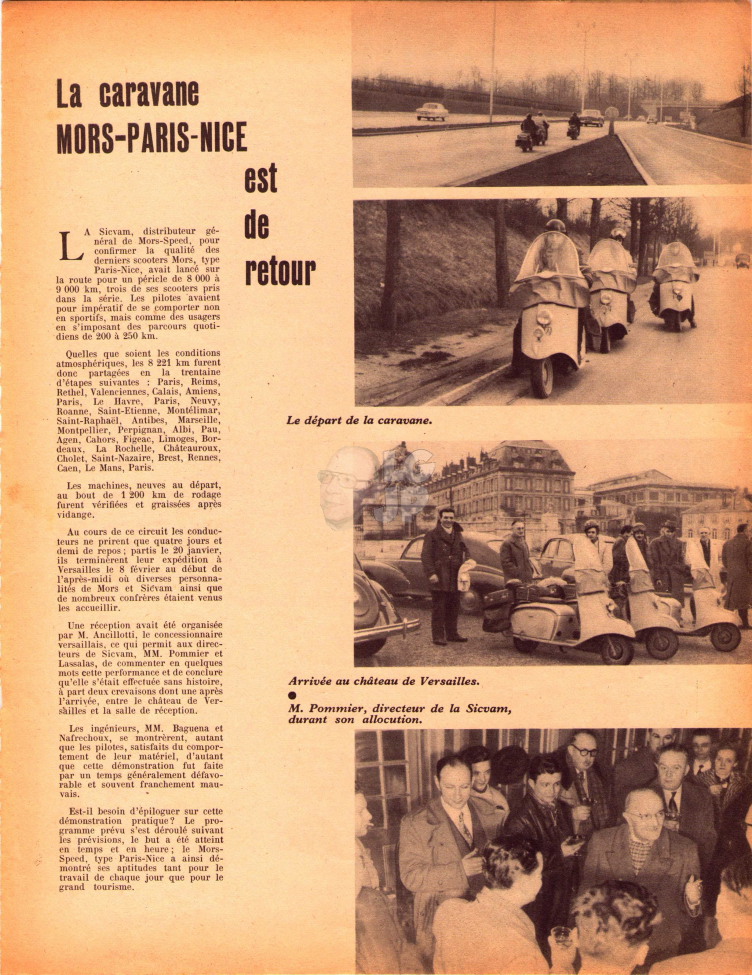 La caravane
MORS-PARIS-NICE
est
de
retour
LA Sicvam, distributeur gé-
néral de Mors-Speed, pour
confirmer la qualité des
derniers scooters Mors, type
Paris-Nice, avait lancé sur
la route pour un péricle de 8 000 à
9 000 km, trois de ses scooters pris
dans la série. Les pilotes avaient
pour impératif de se comporter non
en sportifs, mais comme des usagers
en s'imposant des parcours quoti-
diens de 200 à 250 km.
Quelles que soient les conditions
atmosphériques, les 8 221 km furent
donc partagées en la trentaine
d'étapes suivantes : Paris, Reims,
Rethel, Valenciennes, Calais, Amiens,
Paris, Le Havre, Paris, Neuvy,
Roanne, Saint-Etienne, Montélimar,
Saint-Raphaël, Antibes, Marseille,
Montpellier, Perpignan, Albi, Pau,
Agen, Cahors, Figeac, Limoges, Bor-
deaux, La Rochelle, Châteauroux,
Cholet, Saint-Nazaire, Brest, Rennes,
Caen, Le Mans, Paris.
Les machines, neuves au départ,
au bout de 1 200 km de rodage
furent vérifiées et graissées après
vidange.
Au cours de ce circuit les conduc-
teurs ne prirent que quatre jours et
demi de repos ; partis le 20 janvier,
ils terminèrent leur expédition à
Versailles le 8 février au début de
l'après-midi où diverses personna-
lités de Mors et Sicvam ainsi que
de nombreux confrères étaient venus
les accueillir.
Une réception avait été organisée
par M. Ancillotti, le concessionnaire
versaillais, ce qui permit aux direc-
teurs de Sicvam, MM. Pommier et
Lassalas, de commenter en quelques
mots cette performance et de conclure
qu'elle s'était effectuée sans histoire,
à part deux crevaisons dont une après
l'arrivée, entre le château de Ver-
sailles et la salle de réception.
Les ingénieurs, MM. Baguena et
Nafrechoux, se montrèrent, autant
que les pilotes, satisfaits du compor-
tement de leur matériel, d'autant
que cette démonstration fut faite
par un temps généralement défavo-
rable et souvent franchement mau-
vais.
Est-il besoin d'épiloguer sur cette
démonstration pratique ? Le pro-
gramme prévu s'est déroulé suivant
les prévisions, le but a été atteint
en temps et en heure ; le Mors-
Speed, type Paris-Nice a ainsi dé-
montré ses aptitudes tant pour le
travail de chaque jour que pour le
grand tourisme.
Le départ de la caravane.
Arrivée au château de Versailles.
M. Pommier, directeur de la Sicvam,
durant son allocution.